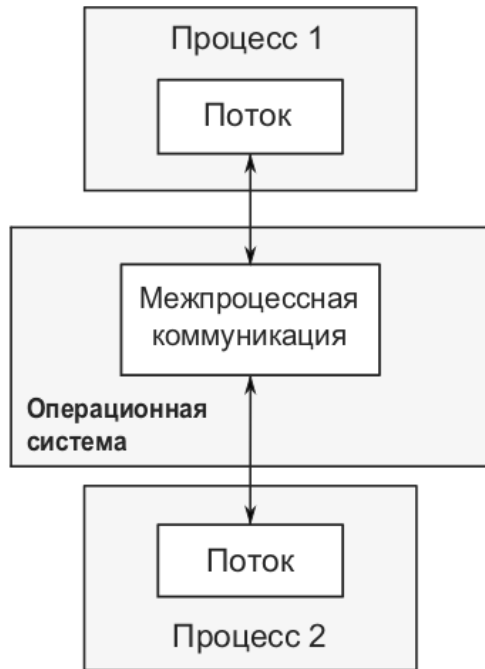 Процесс 1
Поток
Межпроцессная
коммуникация
Операционная
система
Поток
Процесс 2